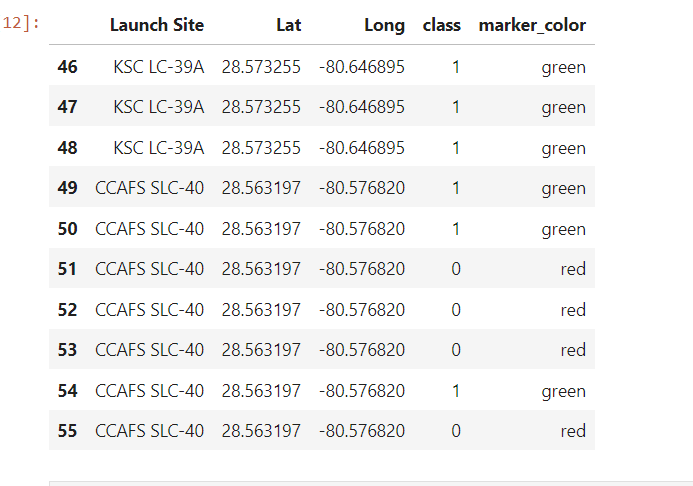 12]:
Launch Site Lat Long class marker_color
46 KSC LC-39A 28.573255 -80.646895 1 green
47 KSC LC-39A 28.573255 -80.646895 1 green
48 KSC LC-39A 28.573255 -80.646895 1 green
49 CCAFS SLC-40 28.563197 -80.576820 1 green
50 CCAFS SLC-40 28.563197 -80.576820 1 green
51 CCAFS SLC-40 28.563197 -80.576820 0 red
52 CCAFS SLC-40 28.563197 -80.576820 0 red
53 CCAFS SLC-40 28.563197 -80.576820 0 red
54 CCAFS SLC-40 28.563197 -80.576820 1 green
55 CCAFS SLC-40 28.563197 -80.576820 0 red